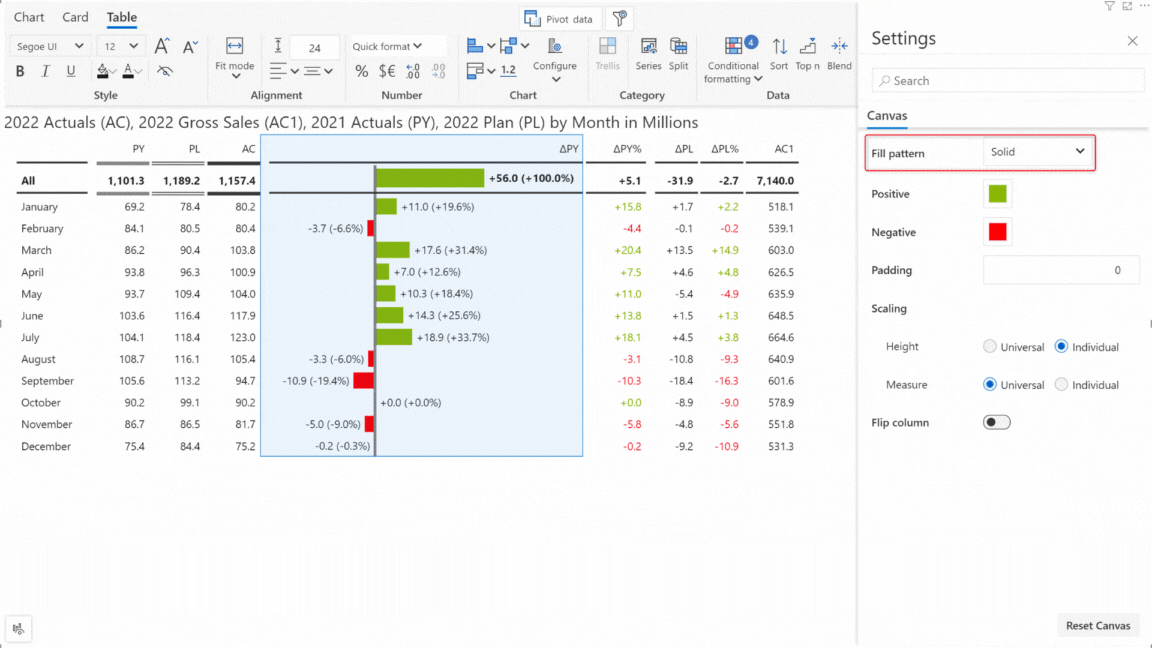 Chart Card Table
Pivot data
Segoe UI 12 A A 24 Quick format 4
B I U A Fit mode % $€ .00 .00 1.2 Configure Trellis Series Split Conditional formatting Sort Top n Blend
Style Alignment Number Chart Category Data
2022 Actuals (AC), 2022 Gross Sales (AC1), 2021 Actuals (PY), 2022 Plan (PL) by Month in Millions
PY PL AC ΔPY ΔPY% ΔPL ΔPL% AC1
All 1,101.3 1,189.2 1,157.4 +56.0 (+100.0%) +5.1 -31.9 -2.7 7,140.0
January 69.2 78.4 80.2 +11.0 (+19.6%) +15.8 +1.7 +2.2 518.1
February 84.1 80.5 80.4 -3.7 (-6.6%) -4.4 -0.1 -0.2 539.1
March 86.2 90.4 103.8 +17.6 (+31.4%) +20.4 +13.5 +14.9 603.0
April 93.8 96.3 100.9 +7.0 (+12.6%) +7.5 +4.6 +4.8 626.5
May 93.7 109.4 104.0 +10.3 (+18.4%) +11.0 -5.4 -4.9 635.9
June 103.6 116.4 117.9 +14.3 (+25.6%) +13.8 +1.5 +1.3 648.5
July 104.1 118.4 123.0 +18.9 (+33.7%) +18.1 +4.5 +3.8 664.6
August 108.7 116.1 105.4 -3.3 (-6.0%) -3.1 -10.8 -9.3 640.9
September 105.6 113.2 94.7 -10.9 (-19.4%) -10.3 -18.4 -16.3 601.6
October 90.2 99.1 90.2 +0.0 (+0.0%) +0.0 -8.9 -9.0 578.9
November 86.7 86.5 81.7 -5.0 (-9.0%) -5.8 -4.8 -5.6 551.8
December 75.4 84.4 75.2 -0.2 (-0.3%) -0.2 -9.2 -10.9 531.3
Settings
Search
Canvas
Fill pattern Solid
Positive
Negative
Padding 0
Scaling
Height Universal Individual
Measure Universal Individual
Flip column
Reset Canvas